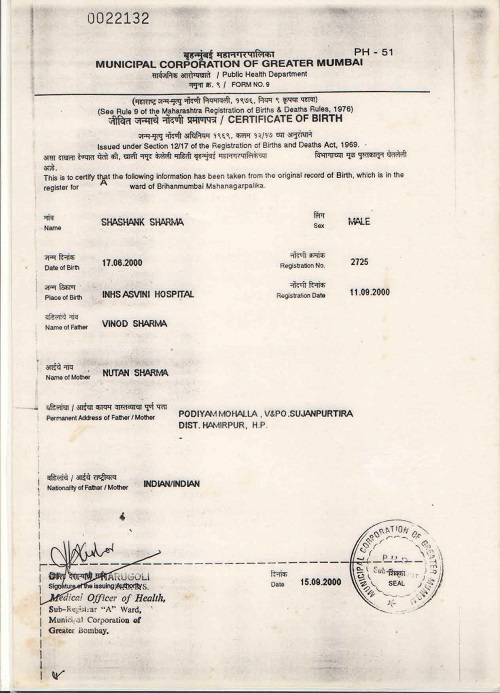 0022132
बृहन्मुंबई महानगरपालिका
PH - 51
MUNICIPAL CORPORATION OF GREATER MUMBAI
सार्वजनिक आरोग्यखाते / Public Health Department
नमुना क्र. ९ / FORM NO. 9
(महाराष्ट्र जन्म-मृत्यु नोंदणी नियमावली, १९७६, नियम ९ कृपया पहावा)
(See Rule 9 of the Maharashtra Registration of Births & Deaths Rules, 1976)
जीवित जन्माचे नोंदणी प्रमाणपत्र / CERTIFICATE OF BIRTH
जन्म-मृत्यु नोंदणी अधिनियम १९६९, कलम १२/१७ च्या अनुरोधाने
Issued under Section 12/17 of the Registration of Births and Deaths Act, 1969.
असा दाखला देण्यात येतो की, खाली नमुद केलेली माहिती बृहन्मुंबई महानगरपालिकेच्या विभागाच्या मुळ पुस्तकातून घेतलेली
आहे.
This is to certify that the following information has been taken from the original record of Birth, which is in the
register for A ward of Brihanmumbai Mahanagarpalika.
नांव
Name
SHASHANK SHARMA
लिंग
Sex
MALE
जन्म दिनांक
Date of Birth
17.06.2000
नोंदणी क्रमांक
Registration No.
2725
जन्म ठिकाण
Place of Birth
INHS ASVINI HOSPITAL
नोंदणी दिनांक
Registration Date
11.09.2000
वडिलांचे नांव
Name of Father
VINOD SHARMA
आईचे नाव
Name of Mother
NUTAN SHARMA
वडिलांचा / आईचा कायम वास्तव्याचा पुर्ण पत्ता
Permanent Address of Father / Mother
PODIYAM MOHALLA , V&PO.SUJANPURTIRA
DIST. HAMIRPUR, H.P.
वडिलांचे / आईचे राष्ट्रीयत्व
Nationality of Father / Mother
INDIAN/INDIAN
Signature of the Issuing Authority
Medical Officer of Health,
Sub-Registrar "A" Ward,
Municipal Corporation of
Greater Bombay.
दिनांक
Date
15.09.2000
MUNICIPAL CORPORATION OF GREATER MUMBAI
P.H.D.
SEAL